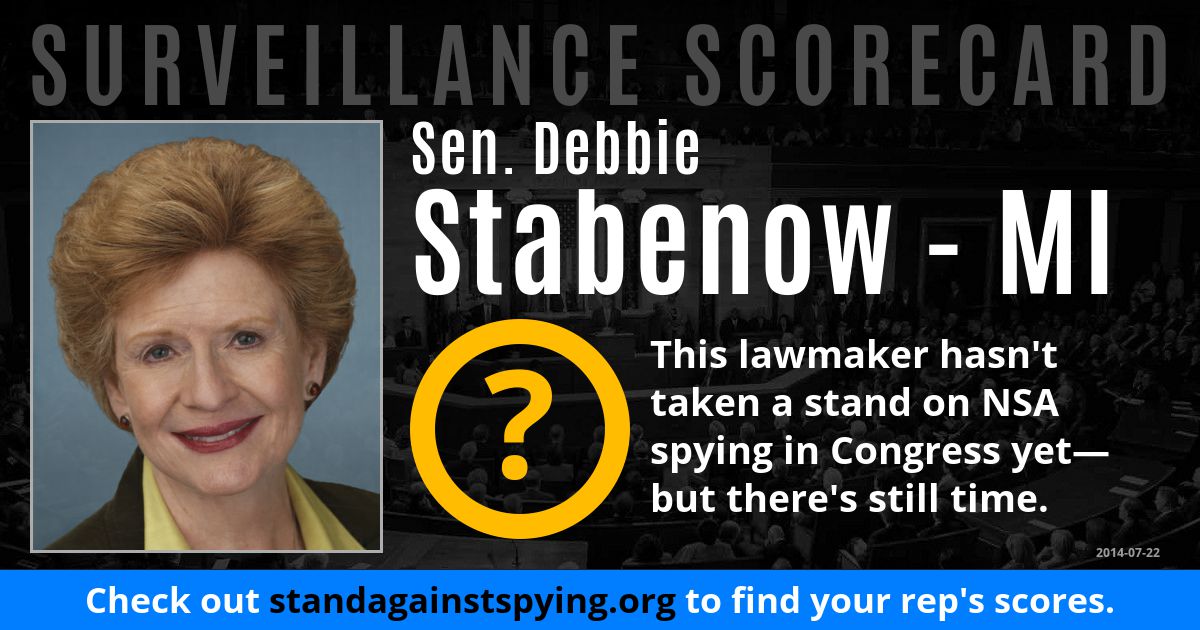 SURVEILLANCE SCORECARD
Sen. Debbie
Stabenow - MI
?
This lawmaker hasn't
taken a stand on NSA
spying in Congress yet—
but there's still time.
2014-07-22
Check out standagainstspying.org to find your rep's scores.